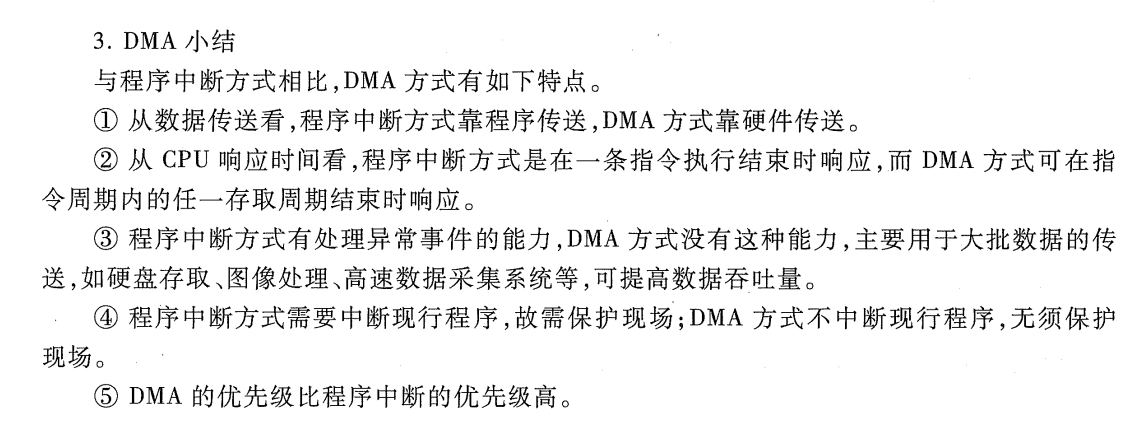 3. DMA 小结
与程序中断方式相比,DMA 方式有如下特点。
① 从数据传送看,程序中断方式靠程序传送,DMA 方式靠硬件传送。
② 从 CPU 响应时间看,程序中断方式是在一条指令执行结束时响应,而 DMA 方式可在指
令周期内的任一存取周期结束时响应。
③ 程序中断方式有处理异常事件的能力,DMA 方式没有这种能力,主要用于大批数据的传
送,如硬盘存取、图像处理、高速数据采集系统等,可提高数据吞吐量。
④ 程序中断方式需要中断现行程序,故需保护现场;DMA 方式不中断现行程序,无须保护
现场。
⑤ DMA 的优先级比程序中断的优先级高。